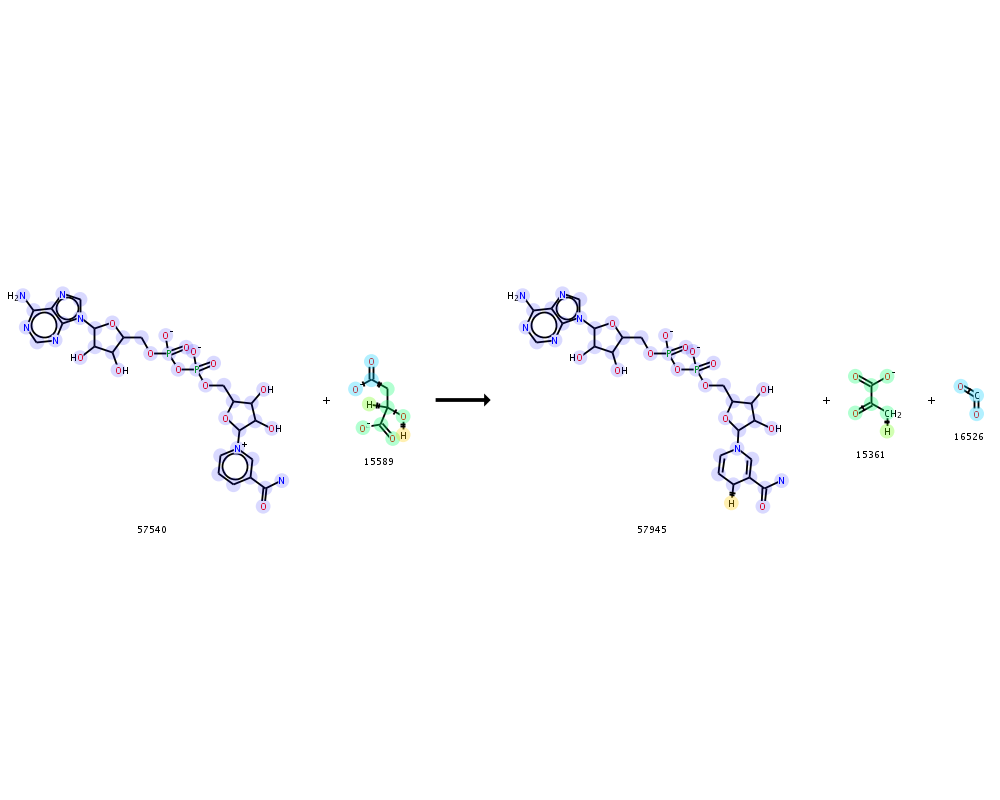 H2N N N N N O HO OH O O- P O O O- P O O O OH OH N+ N O
57540
+
O O- H O H O- O
15589
H2N N N N N O HO OH O O- P O O O- P O O O OH OH N N O H
57945
+
O O- O CH2 H
15361
+
O C O
16526